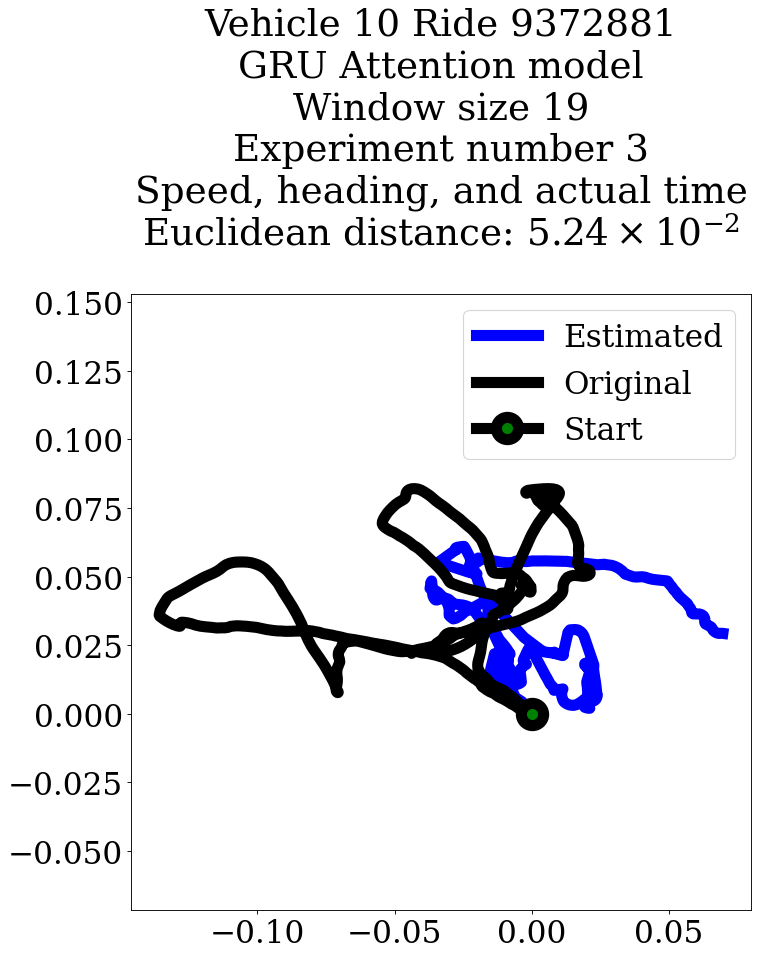 Vehicle 10 Ride 9372881
GRU Attention model
Window size 19
Experiment number 3
Speed, heading, and actual time
Euclidean distance: 5.24 × 10⁻²
0.150
0.125
0.100
0.075
0.050
0.025
0.000
−0.025
−0.050
Estimated
Original
Start
−0.10
−0.05
0.00
0.05